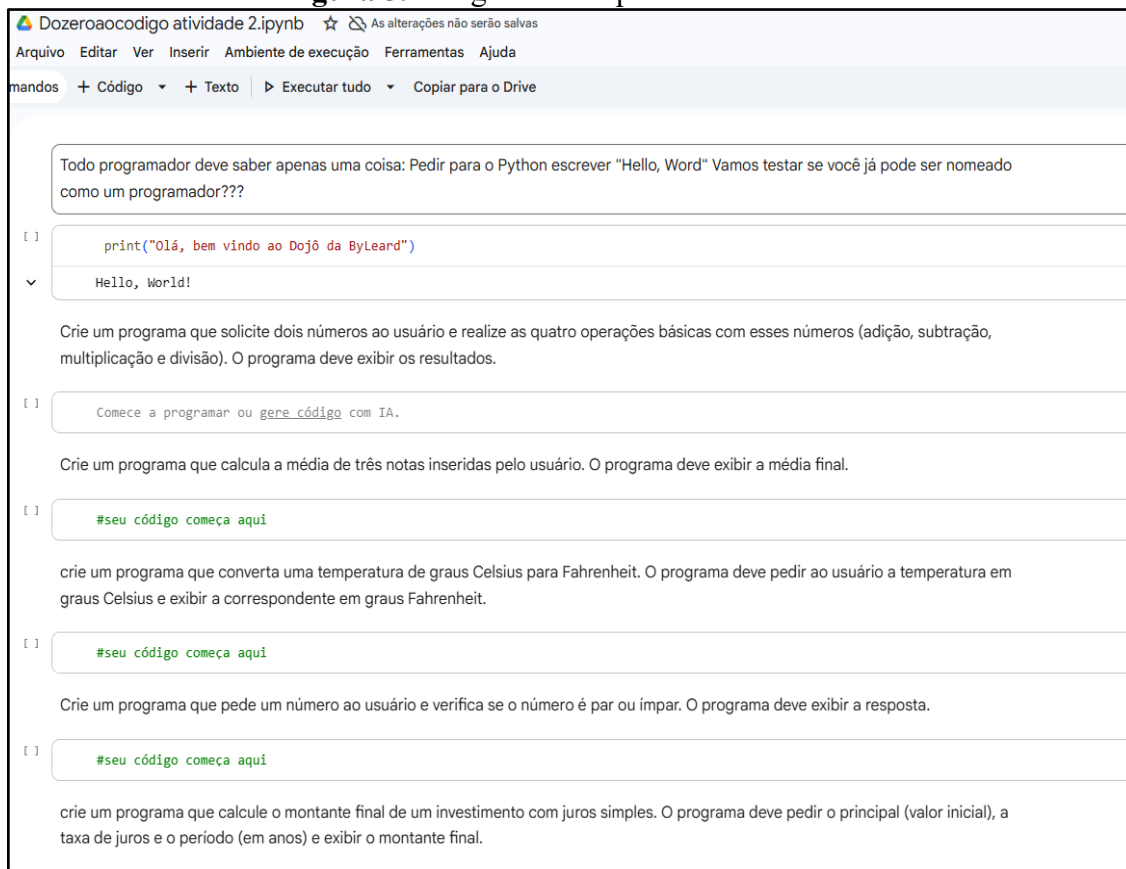 Dozeroaocodigo atividade 2.ipynb As alterações não serão salvas
Arquivo Editar Ver Inserir Ambiente de execução Ferramentas Ajuda
mandos + Código + Texto Executar tudo Copiar para o Drive
Todo programador deve saber apenas uma coisa: Pedir para o Python escrever "Hello, Word" Vamos testar se você já pode ser nomeado
como um programador???
[ ]
print("Olá, bem vindo ao Dojô da ByLeard")
Hello, World!
Crie um programa que solicite dois números ao usuário e realize as quatro operações básicas com esses números (adição, subtração,
multiplicação e divisão). O programa deve exibir os resultados.
[ ]
Comece a programar ou gere código com IA.
Crie um programa que calcula a média de três notas inseridas pelo usuário. O programa deve exibir a média final.
[ ]
#seu código começa aqui
crie um programa que converta uma temperatura de graus Celsius para Fahrenheit. O programa deve pedir ao usuário a temperatura em
graus Celsius e exibir a correspondente em graus Fahrenheit.
[ ]
#seu código começa aqui
Crie um programa que pede um número ao usuário e verifica se o número é par ou ímpar. O programa deve exibir a resposta.
[ ]
#seu código começa aqui
crie um programa que calcule o montante final de um investimento com juros simples. O programa deve pedir o principal (valor inicial), a
taxa de juros e o período (em anos) e exibir o montante final.